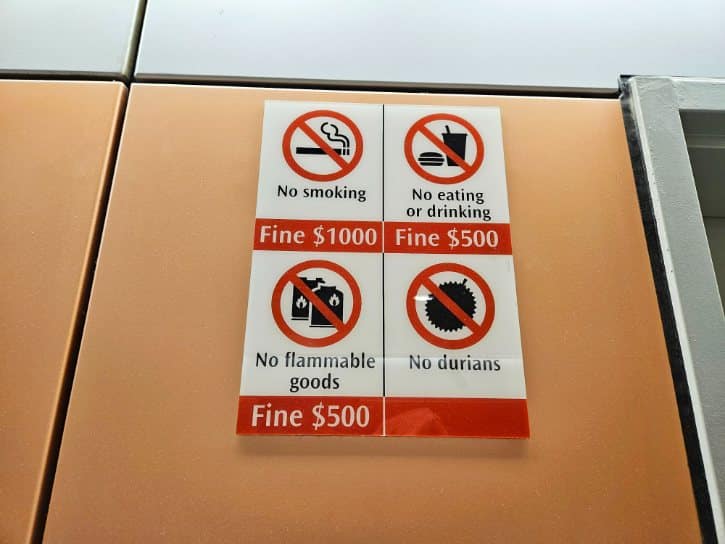 No smoking
Fine $1000
No eating
or drinking
Fine $500
No flammable
goods
Fine $500
No durians